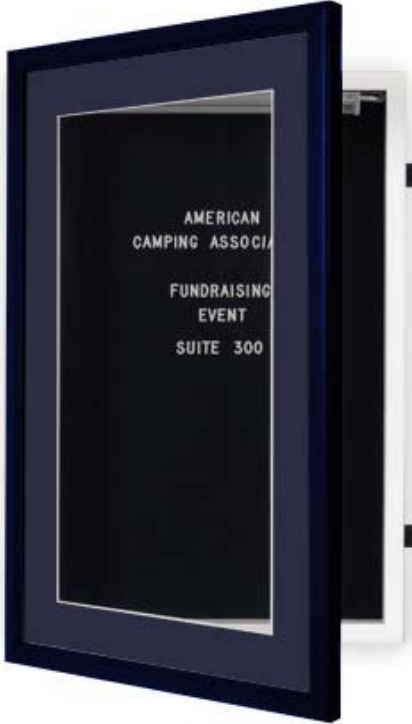 AMERICAN
CAMPING ASSOCIA
FUNDRAISING
EVENT
SUITE 300